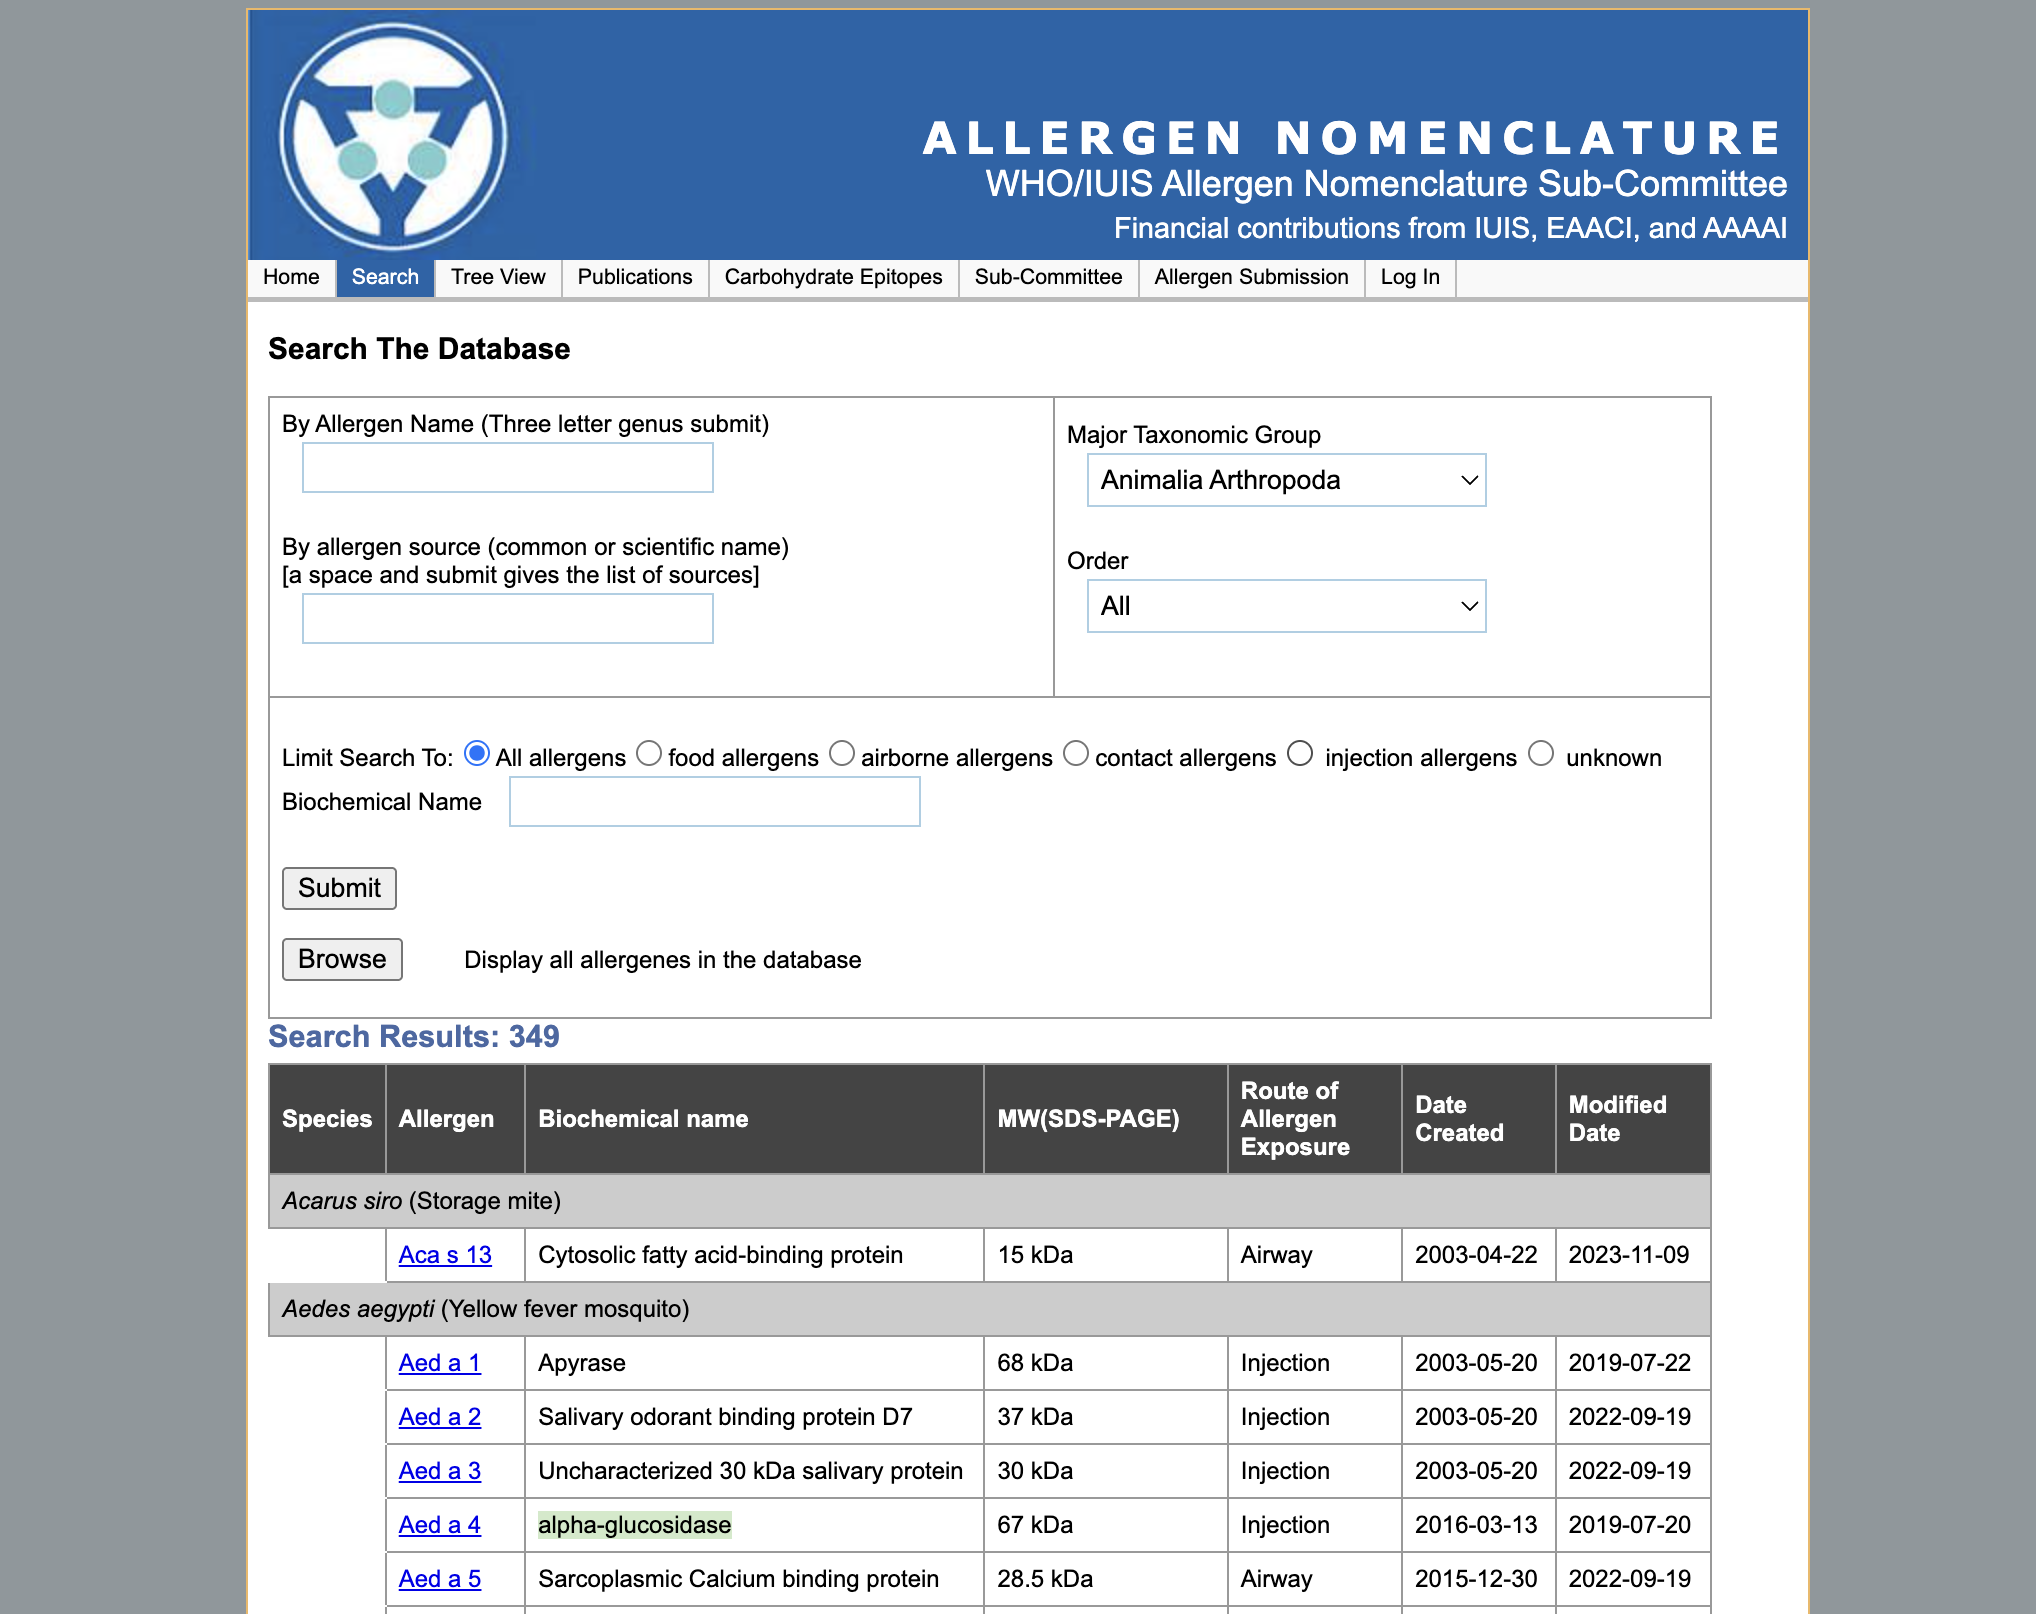 ALLERGEN NOMENCLATURE
WHO/IUIS Allergen Nomenclature Sub-Committee
Financial contributions from IUIS, EAACI, and AAAAI
Home Search Tree View Publications Carbohydrate Epitopes Sub-Committee Allergen Submission Log In
Search The Database
By Allergen Name (Three letter genus submit)
Major Taxonomic Group
Animalia Arthropoda
By allergen source (common or scientific name)
[a space and submit gives the list of sources]
Order
All
Limit Search To: All allergens food allergens airborne allergens contact allergens injection allergens unknown
Biochemical Name
Submit
Browse Display all allergenes in the database
Search Results: 349
Species Allergen Biochemical name MW(SDS-PAGE) Route of Allergen Exposure Date Created Modified Date
Acarus siro (Storage mite)
Aca s 13 Cytosolic fatty acid-binding protein 15 kDa Airway 2003-04-22 2023-11-09
Aedes aegypti (Yellow fever mosquito)
Aed a 1 Apyrase 68 kDa Injection 2003-05-20 2019-07-22
Aed a 2 Salivary odorant binding protein D7 37 kDa Injection 2003-05-20 2022-09-19
Aed a 3 Uncharacterized 30 kDa salivary protein 30 kDa Injection 2003-05-20 2022-09-19
Aed a 4 alpha-glucosidase 67 kDa Injection 2016-03-13 2019-07-20
Aed a 5 Sarcoplasmic Calcium binding protein 28.5 kDa Airway 2015-12-30 2022-09-19